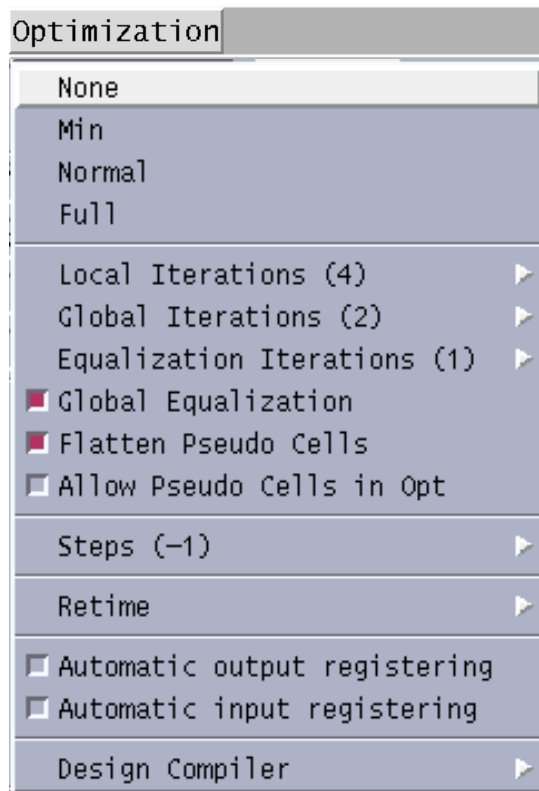 Optimization
None
Min
Normal
Full
Local Iterations (4)
Global Iterations (2)
Equalization Iterations (1)
Global Equalization
Flatten Pseudo Cells
Allow Pseudo Cells in Opt
Steps (-1)
Retime
Automatic output registering
Automatic input registering
Design Compiler